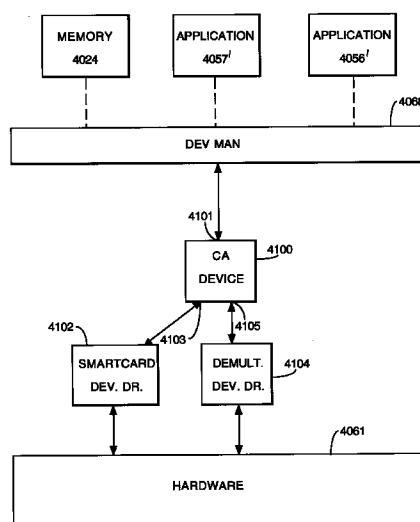 MEMORY
4024
APPLICATION
4057'
APPLICATION
4056'
4068
DEV MAN
4101
4100
CA
DEVICE
4102
4103
4105
SMARTCARD
DEV. DR.
DEMULT.
DEV. DR.
4104
4061
HARDWARE